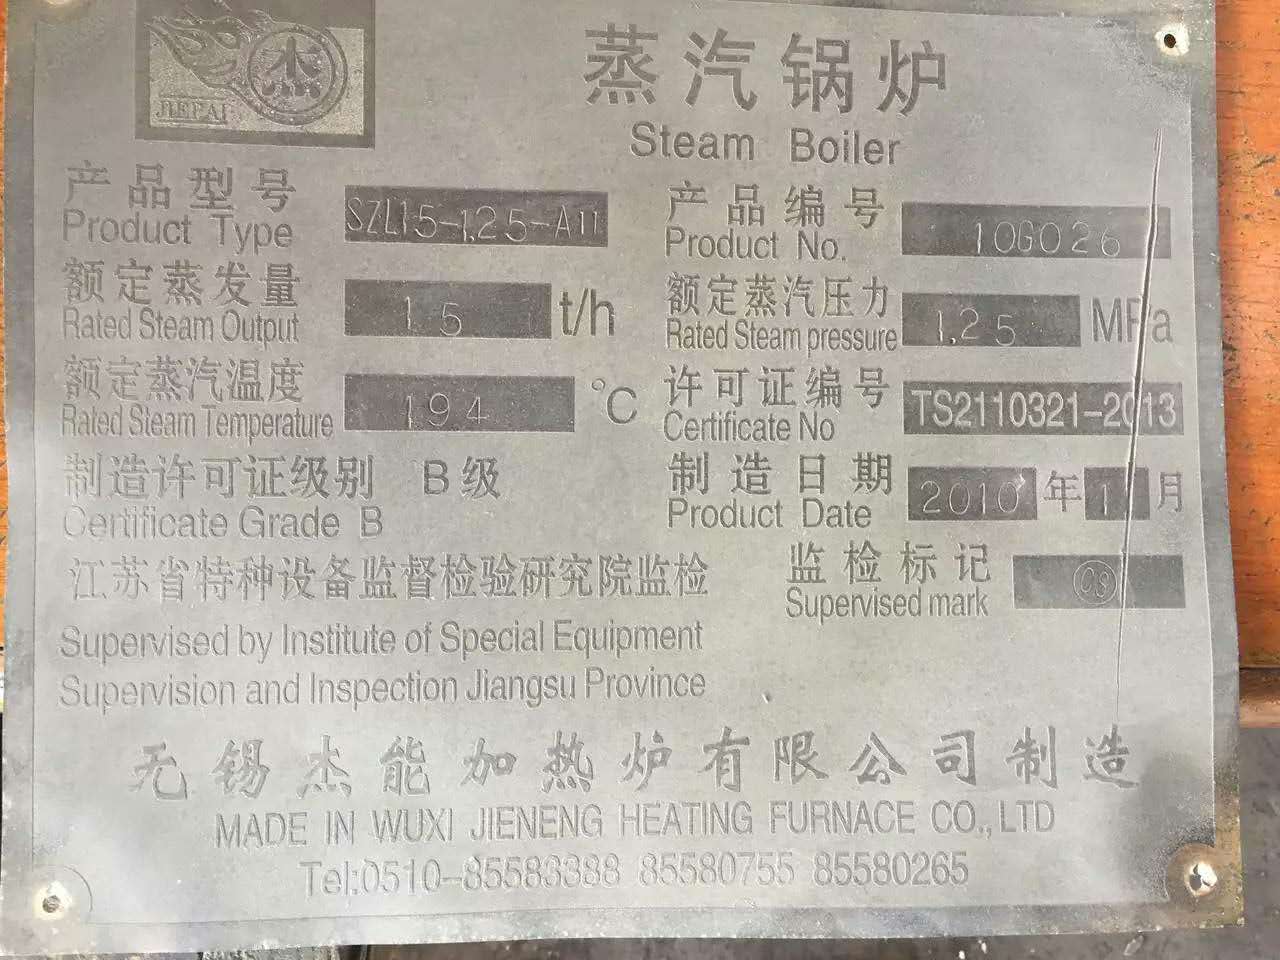 杰
JIEPAI
蒸汽锅炉
Steam Boiler
产品型号 SZL15-1.25-AII 产品编号 10G026
Product Type Product No.
额定蒸发量 15 t/h 额定蒸汽压力 1.25 MPa
Rated Steam Output Rated Steam pressure
额定蒸汽温度 194 °C 许可证编号 TS2110321-2013
Rated Steam Temperature Certificate No
制造许可证级别 B级 制造日期 2010年 月
Certificate Grade B Product Date
江苏省特种设备监督检验研究院监检 监检标记 08
Supervised mark
Supervised by Institute of Special Equipment
Supervision and Inspection Jiangsu Province
无锡杰能加热炉有限公司制造
MADE IN WUXI JIENENG HEATING FURNACE CO.,LTD
Tel:0510-85583388 85580755 85580265